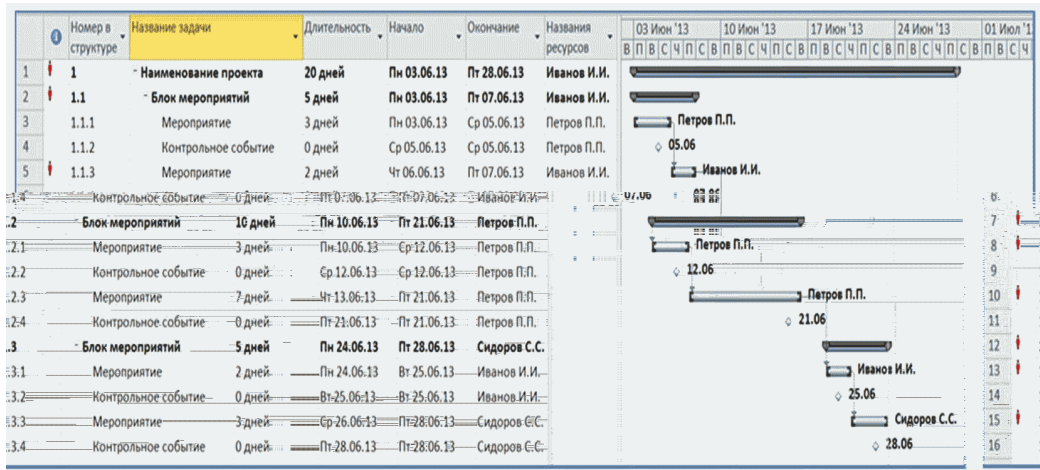 Номер в структуре Название задачи Длительность Начало Окончание Названия ресурсов 03 Июн '13 10 Июн '13 17 Июн '13 24 Июн '13 01 Июл '1
В П В С Ч П С В П В С Ч П С В П В С Ч П С В П В С Ч П С В П В С Ч
1 1 Наименование проекта 20 дней Пн 03.06.13 Пт 28.06.13 Иванов И.И.
2 1.1 Блок мероприятий 5 дней Пн 03.06.13 Пт 07.06.13 Иванов И.И.
3 1.1.1 Мероприятие 3 дней Пн 03.06.13 Ср 05.06.13 Петров П.П. Петров П.П.
4 1.1.2 Контрольное событие 0 дней Ср 05.06.13 Ср 05.06.13 Петров П.П. 05.06
5 1.1.3 Мероприятие 2 дней Чт 06.06.13 Пт 07.06.13 Иванов И.И. Иванов И.И.
.1.4 Контрольное событие 0 дней Пт 07.06.13 Пт 07.06.13 Иванов И.И. 07.06 6
.2 Блок мероприятий 10 дней Пн 10.06.13 Пт 21.06.13 Петров П.П. 7
.2.1 Мероприятие 3 дней Пн 10.06.13 Ср 12.06.13 Петров П.П. Петров П.П. 8
.2.2 Контрольное событие 0 дней Ср 12.06.13 Ср 12.06.13 Петров П.П. 12.06 9
.2.3 Мероприятие 7 дней Чт 13.06.13 Пт 21.06.13 Петров П.П. Петров П.П. 10
.2.4 Контрольное событие 0 дней Пт 21.06.13 Пт 21.06.13 Петров П.П. 21.06 11
.3 Блок мероприятий 5 дней Пн 24.06.13 Пт 28.06.13 Сидоров С.С. 12
.3.1 Мероприятие 2 дней Пн 24.06.13 Вт 25.06.13 Иванов И.И. Иванов И.И. 13
.3.2 Контрольное событие 0 дней Вт 25.06.13 Вт 25.06.13 Иванов И.И. 25.06 14
.3.3 Мероприятие 3 дней Ср 26.06.13 Пт 28.06.13 Сидоров С.С. Сидоров С.С. 15
.3.4 Контрольное событие 0 дней Пт 28.06.13 Пт 28.06.13 Сидоров С.С. 28.06 16